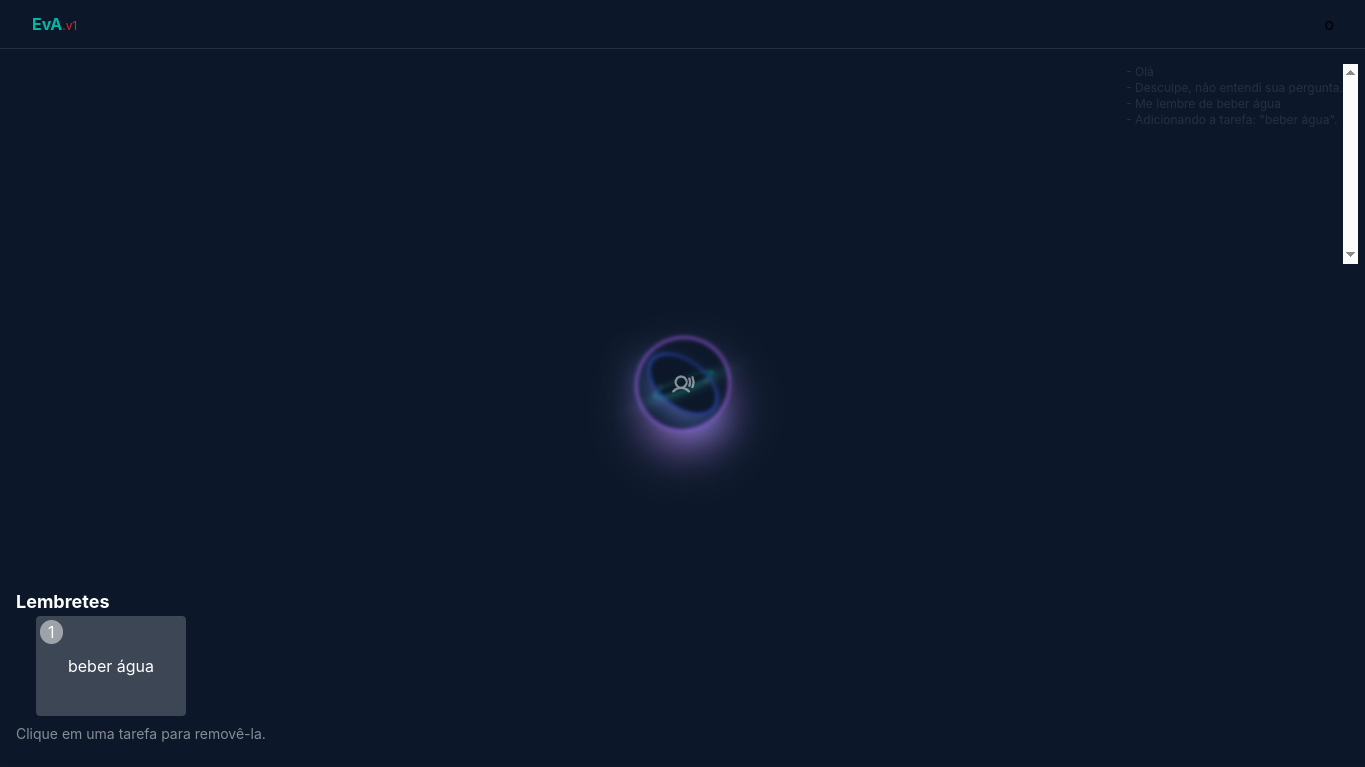 EvA.v1
O
- Olá
- Desculpe, não entendi sua pergunta.
- Me lembre de beber água
- Adicionando a tarefa: "beber água".
Lembretes
1
beber água
Clique em uma tarefa para removê-la.